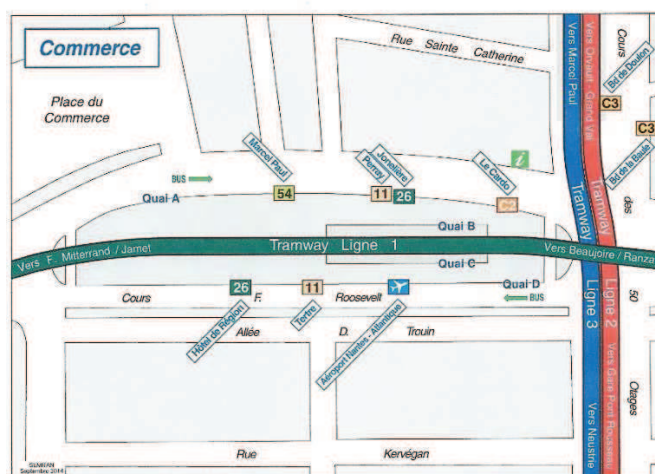 Commerce
Rue Sainte Catherine
Place du
Commerce
Vers Marcel Paul
Vers Orvault - Grand Val
Cours
Bd de Doulon
C3
C3
Bd de la Baule
Marcel Paul
Perray
Jonelière
Le Cardo
i
BUS
54
11
26
C2
Quai A
Quai B
Tramway
Tramway
des
Vers F. Mitterrand / Jamet
Tramway Ligne 1
Vers Beaujoire / Ranza
Quai C
Quai D
BUS
26
11
Cours F. Roosevelt
Hôtel de Région
Tertre
Aéroport Nantes - Atlantique
Allée D. Trouin
Ligne 3
Ligne 2
50
Otages
Vers Neustrie
Vers Gare Pont Rousseau
Rue Kervégan
Septembre 2014